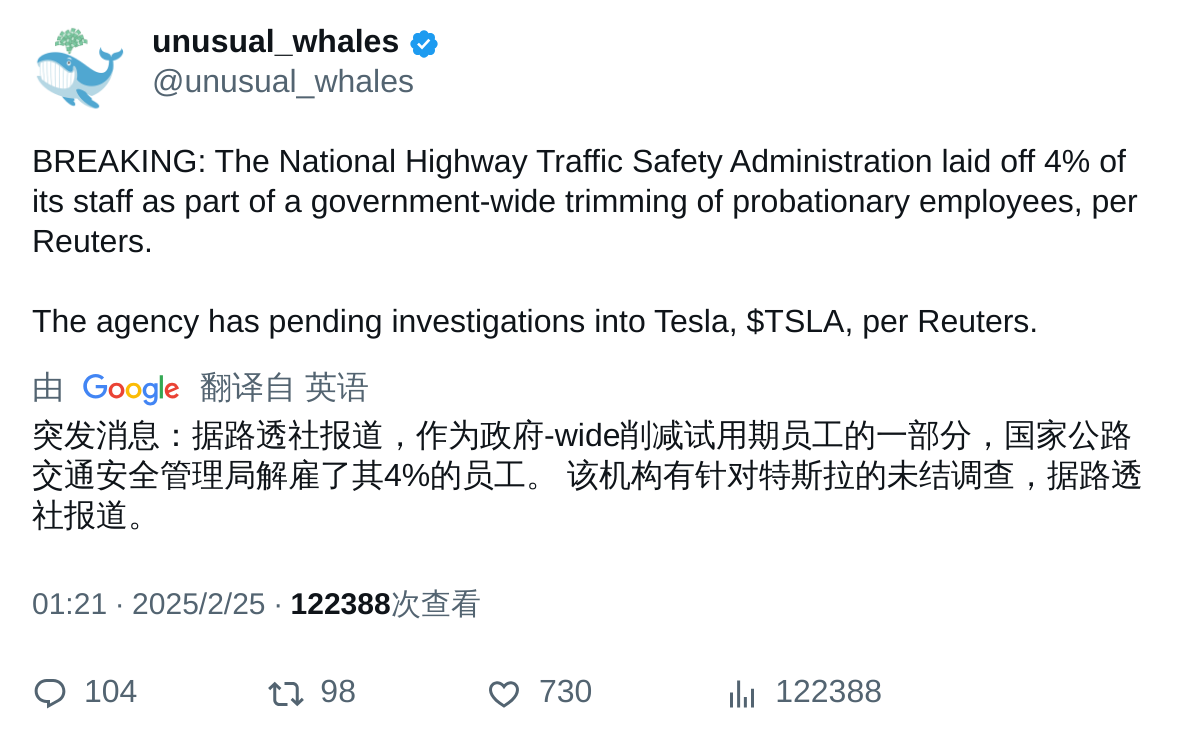 unusual_whales
@unusual_whales
BREAKING: The National Highway Traffic Safety Administration laid off 4% of
its staff as part of a government-wide trimming of probationary employees, per
Reuters.
The agency has pending investigations into Tesla, $TSLA, per Reuters.
由 Google 翻译自 英语
突发消息：据路透社报道，作为政府-wide削减试用期员工的一部分，国家公路
交通安全管理局解雇了其4%的员工。 该机构有针对特斯拉的未结调查，据路透
社报道。
01:21 · 2025/2/25 · 122388次查看
104 98 730 122388